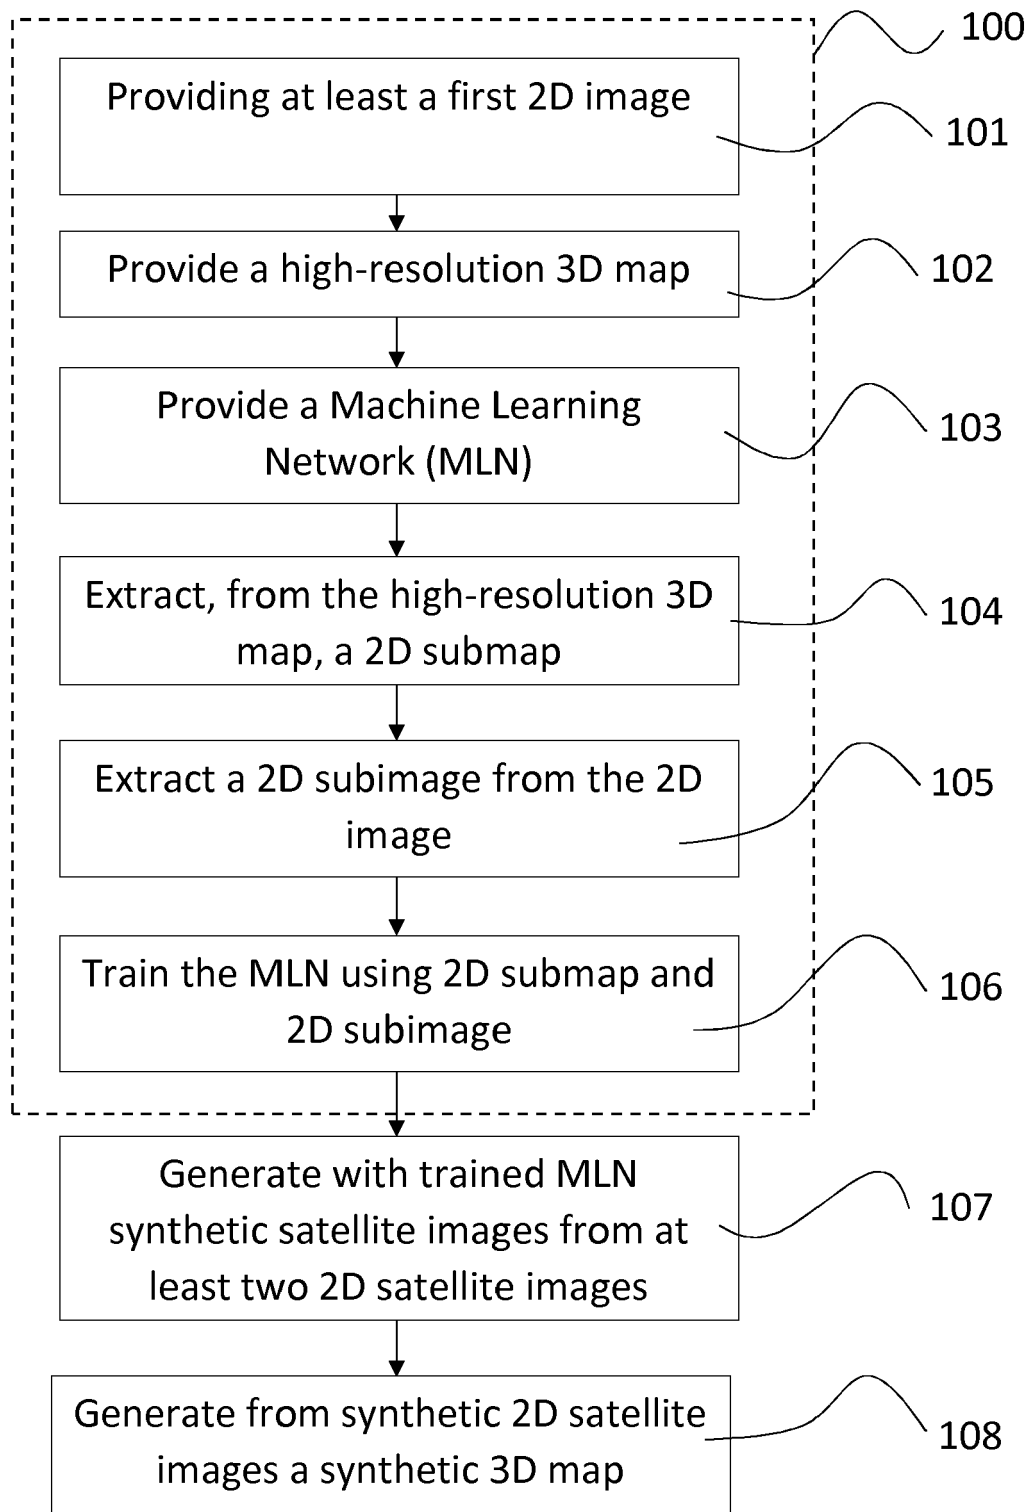 100
Providing at least a first 2D image
101
Provide a high-resolution 3D map
102
Provide a Machine Learning
Network (MLN)
103
Extract, from the high-resolution 3D
map, a 2D submap
104
Extract a 2D subimage from the 2D
image
105
Train the MLN using 2D submap and
2D subimage
106
Generate with trained MLN
synthetic satellite images from at
least two 2D satellite images
107
Generate from synthetic 2D satellite
images a synthetic 3D map
108